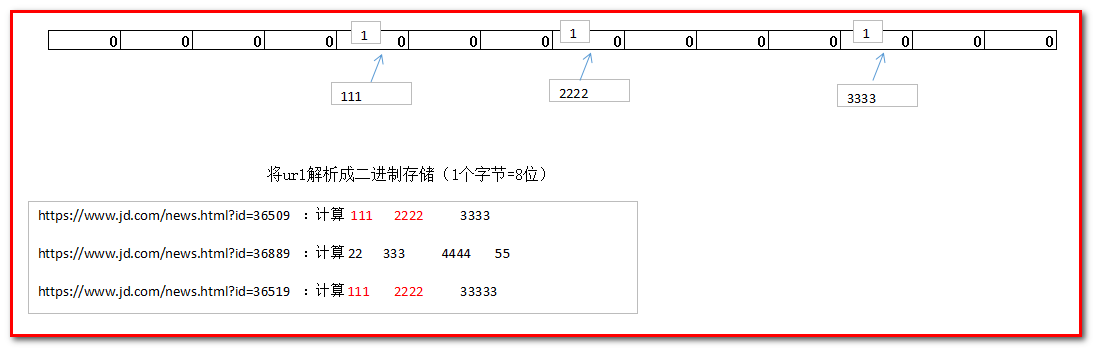 1 1 1
0 0 0 0 0 0 0 0 0 0 0 0 0 0
111 2222 3333
将url解析成二进制存储（1个字节=8位）
https://www.jd.com/news.html?id=36509 ：计算 111 2222 3333
https://www.jd.com/news.html?id=36889 ：计算 22 333 4444 55
https://www.jd.com/news.html?id=36519 ：计算 111 2222 33333